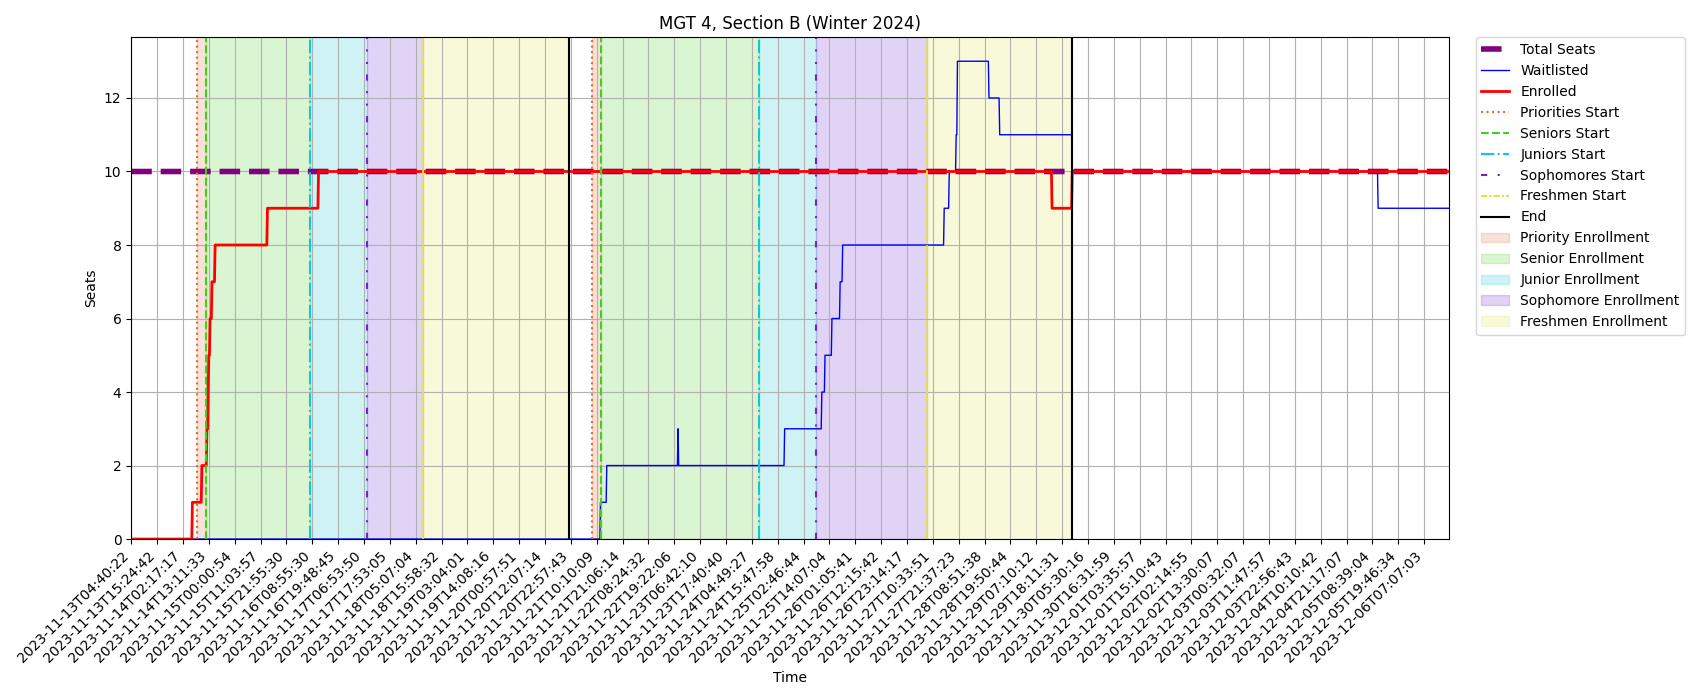 MGT 4, Section B (Winter 2024)
Seats
12
10
8
6
4
2
0
2023-11-13T04:40:22
2023-11-13T15:24:42
2023-11-14T02:17:17
2023-11-14T13:11:33
2023-11-15T00:00:54
2023-11-15T11:03:57
2023-11-15T21:55:30
2023-11-16T08:55:30
2023-11-16T19:48:45
2023-11-17T06:53:50
2023-11-17T17:53:05
2023-11-18T05:07:04
2023-11-18T15:58:32
2023-11-19T03:04:01
2023-11-19T14:08:16
2023-11-20T00:57:51
2023-11-20T12:07:14
2023-11-20T22:57:43
2023-11-21T10:10:09
2023-11-21T21:06:14
2023-11-22T08:24:32
2023-11-22T19:22:06
2023-11-23T06:42:10
2023-11-23T17:40:40
2023-11-24T04:49:27
2023-11-24T15:47:58
2023-11-25T02:46:44
2023-11-25T14:07:04
2023-11-26T01:05:41
2023-11-26T12:15:42
2023-11-26T23:14:17
2023-11-27T10:33:51
2023-11-27T21:37:23
2023-11-28T08:51:38
2023-11-28T19:50:44
2023-11-29T07:10:12
2023-11-29T18:11:31
2023-11-30T05:30:16
2023-11-30T16:31:59
2023-12-01T03:35:57
2023-12-01T15:10:43
2023-12-02T02:14:55
2023-12-02T13:30:07
2023-12-03T00:32:07
2023-12-03T11:47:57
2023-12-03T22:56:43
2023-12-04T10:10:42
2023-12-04T21:17:07
2023-12-05T08:39:04
2023-12-05T19:46:34
2023-12-06T07:07:03
Time
Total Seats
Waitlisted
Enrolled
Priorities Start
Seniors Start
Juniors Start
Sophomores Start
Freshmen Start
End
Priority Enrollment
Senior Enrollment
Junior Enrollment
Sophomore Enrollment
Freshmen Enrollment